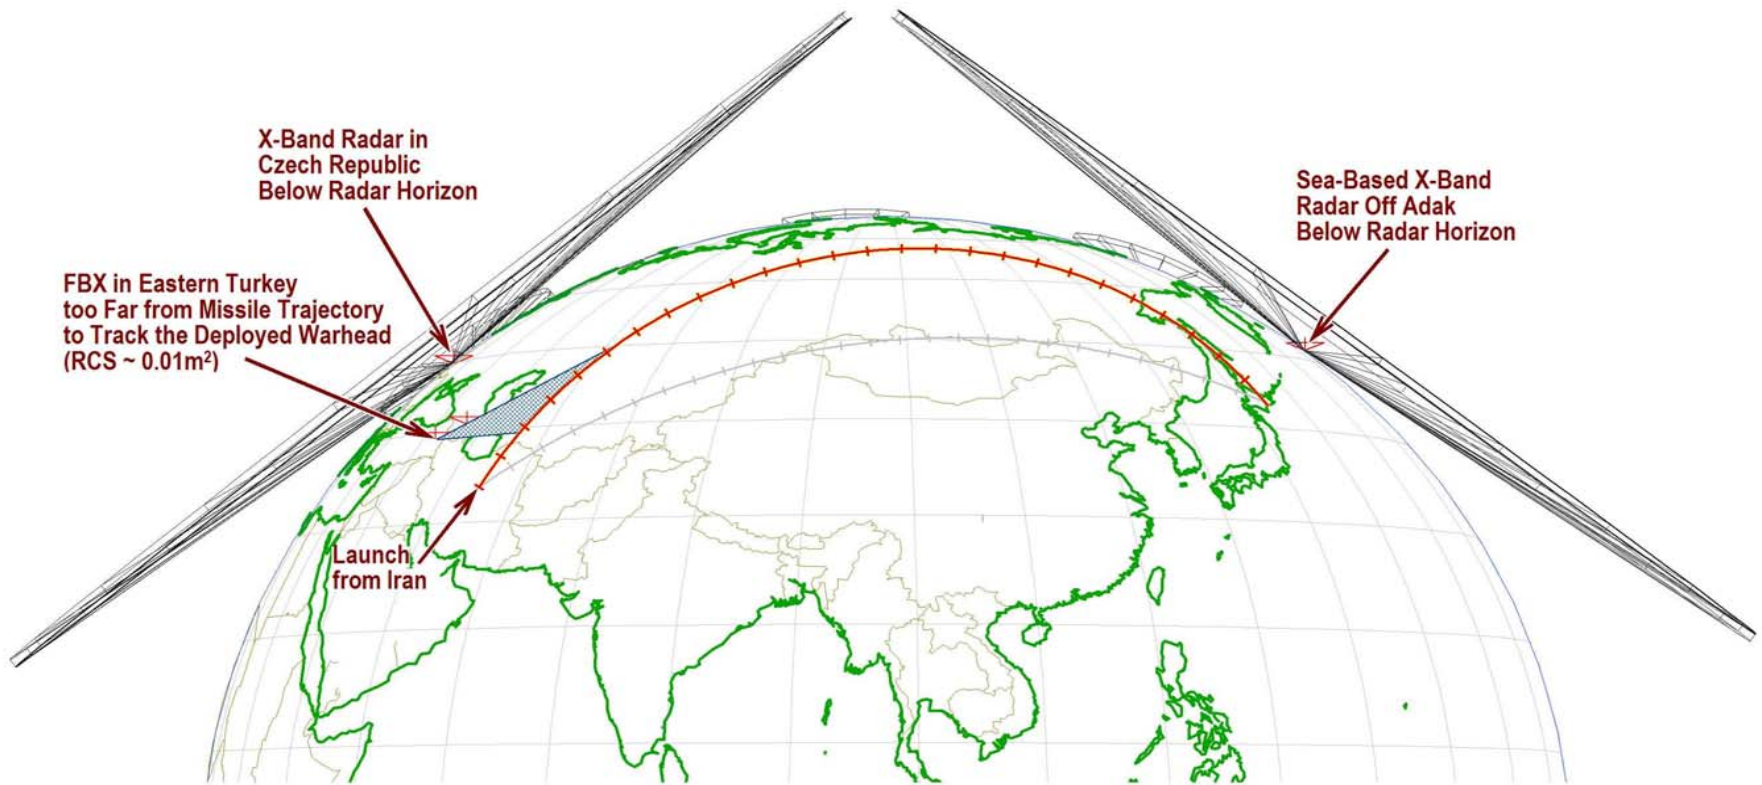 X-Band Radar in
Czech Republic
Below Radar Horizon
Sea-Based X-Band
Radar Off Adak
Below Radar Horizon
FBX in Eastern Turkey
too Far from Missile Trajectory
to Track the Deployed Warhead
(RCS ~ 0.01m²)
Launch
from Iran